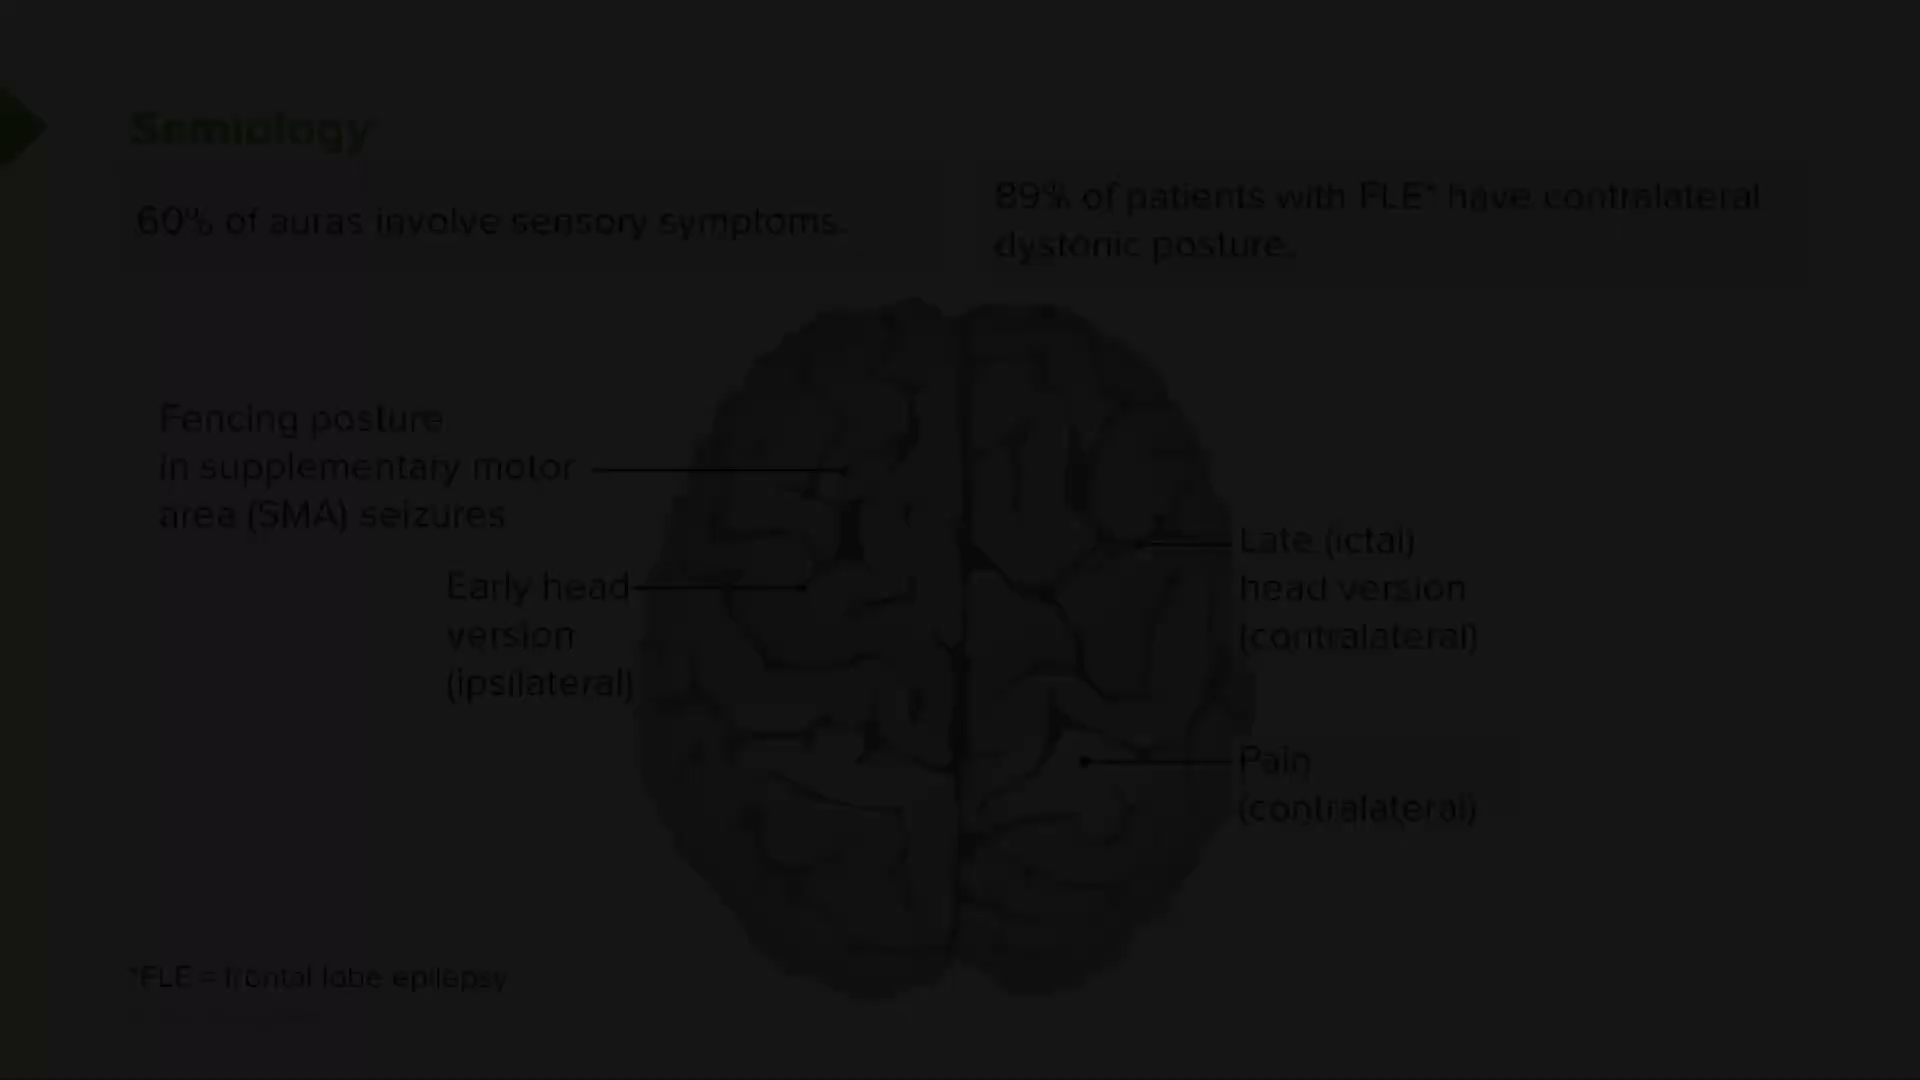 Semiology
60% of auras involve sensory symptoms.
89% of patients with FLE* have contralateral
dystonic posture.
Fencing posture
in supplementary motor
area (SMA) seizures
Early head
version
(ipsilateral)
Late (ictal)
head version
(contralateral)
Pain
(contralateral)
*FLE = frontal lobe epilepsy